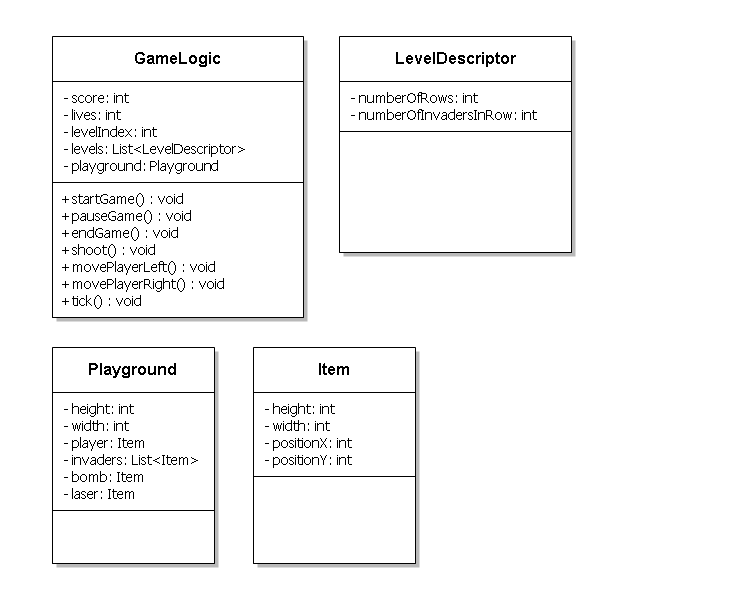 GameLogic
- score: int
- lives: int
- levelIndex: int
- levels: List<LevelDescriptor>
- playground: Playground
+ startGame() : void
+ pauseGame() : void
+ endGame() : void
+ shoot() : void
+ movePlayerLeft() : void
+ movePlayerRight() : void
+ tick() : void
LevelDescriptor
- numberOfRows: int
- numberOfInvadersInRow: int
Playground
- height: int
- width: int
- player: Item
- invaders: List<Item>
- bomb: Item
- laser: Item
Item
- height: int
- width: int
- positionX: int
- positionY: int